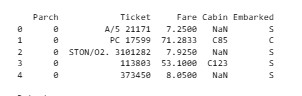 Parch Ticket Fare Cabin Embarked
0 0 A/5 21171 7.2500 NaN S
1 0 PC 17599 71.2833 C85 C
2 0 STON/O2. 3101282 7.9250 NaN S
3 0 113803 53.1000 C123 S
4 0 373450 8.0500 NaN S